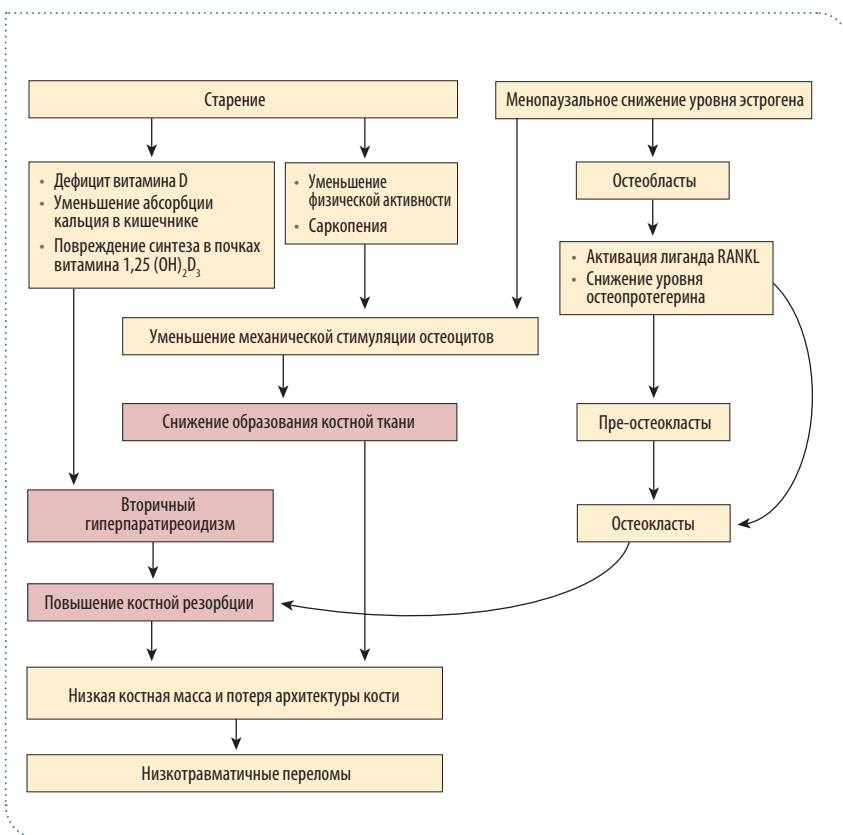 Старение
Менопаузальное снижение уровня эстрогена
• Дефицит витамина D
• Уменьшение абсорбции
кальция в кишечнике
• Повреждение синтеза в почках
витамина 1,25 (OH)₂D₃
• Уменьшение
физической активности
• Саркопения
Остеобласты
• Активация лиганда RANKL
• Снижение уровня
остеопротегерина
Уменьшение механической стимуляции остеоцитов
Снижение образования костной ткани
Пре-остеокласты
Вторичный
гиперпаратиреоидизм
Остеокласты
Повышение костной резорбции
Низкая костная масса и потеря архитектуры кости
Низкотравматичные переломы